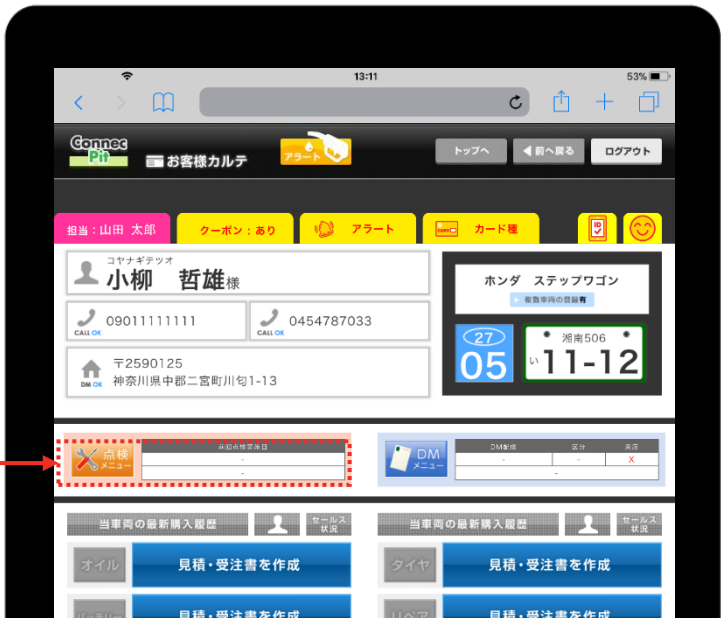 13:11
53%
Connec
Pit
お客様カルテ
アラート
トップへ
前へ戻る
ログアウト
担当:山田 太郎
クーポン:あり
アラート
カード種
ID
コヤナギテツオ
小柳 哲雄様
ホンダ ステップワゴン
複数車両の登録有
CALL OK
09011111111
CALL OK
0454787033
27
05
湘南506
い 11-12
DM OK
〒2590125
神奈川県中郡二宮町川匂1-13
点検
メニュー
前回点検実施日
-
-
DM
メニュー
DM配信 区分 来店
- - X
-
当車両の最新購入履歴
セールス
状況
当車両の最新購入履歴
セールス
状況
オイル
見積・受注書を作成
タイヤ
見積・受注書を作成
バッテリー
見積・受注書を作成
リペア
見積・受注書を作成